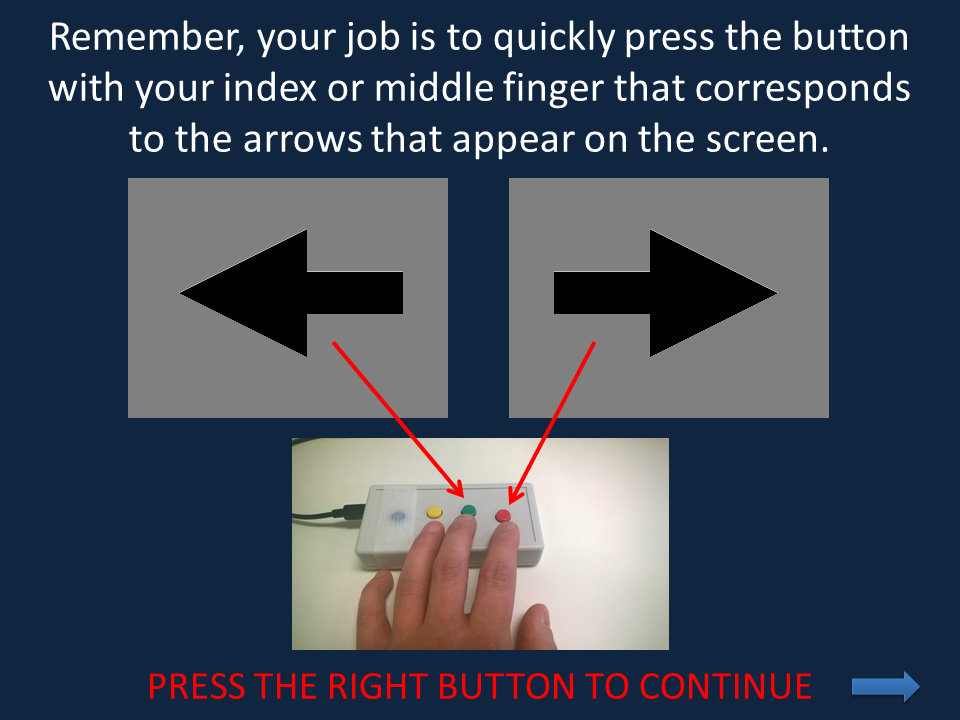 Remember, your job is to quickly press the button
with your index or middle finger that corresponds
to the arrows that appear on the screen.
PRESS THE RIGHT BUTTON TO CONTINUE